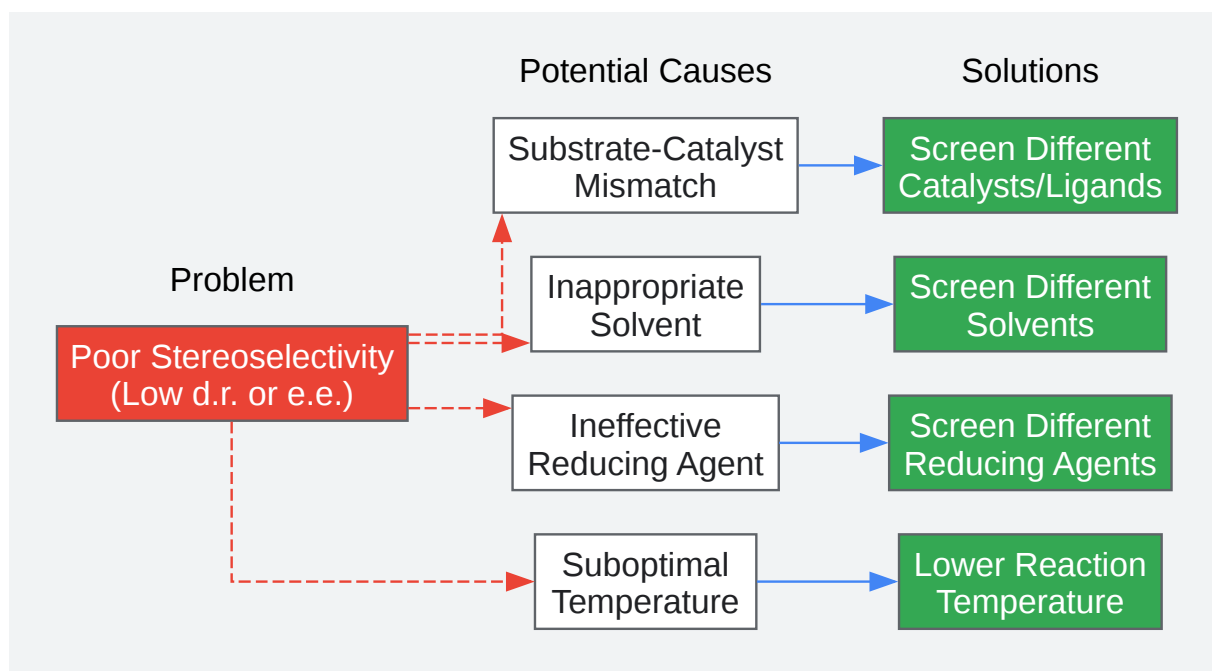 Potential Causes
Solutions
Substrate-Catalyst
Mismatch
Screen Different
Catalysts/Ligands
Problem
Inappropriate
Solvent
Screen Different
Solvents
Poor Stereoselectivity
(Low d.r. or e.e.)
Ineffective
Reducing Agent
Screen Different
Reducing Agents
Suboptimal
Temperature
Lower Reaction
Temperature